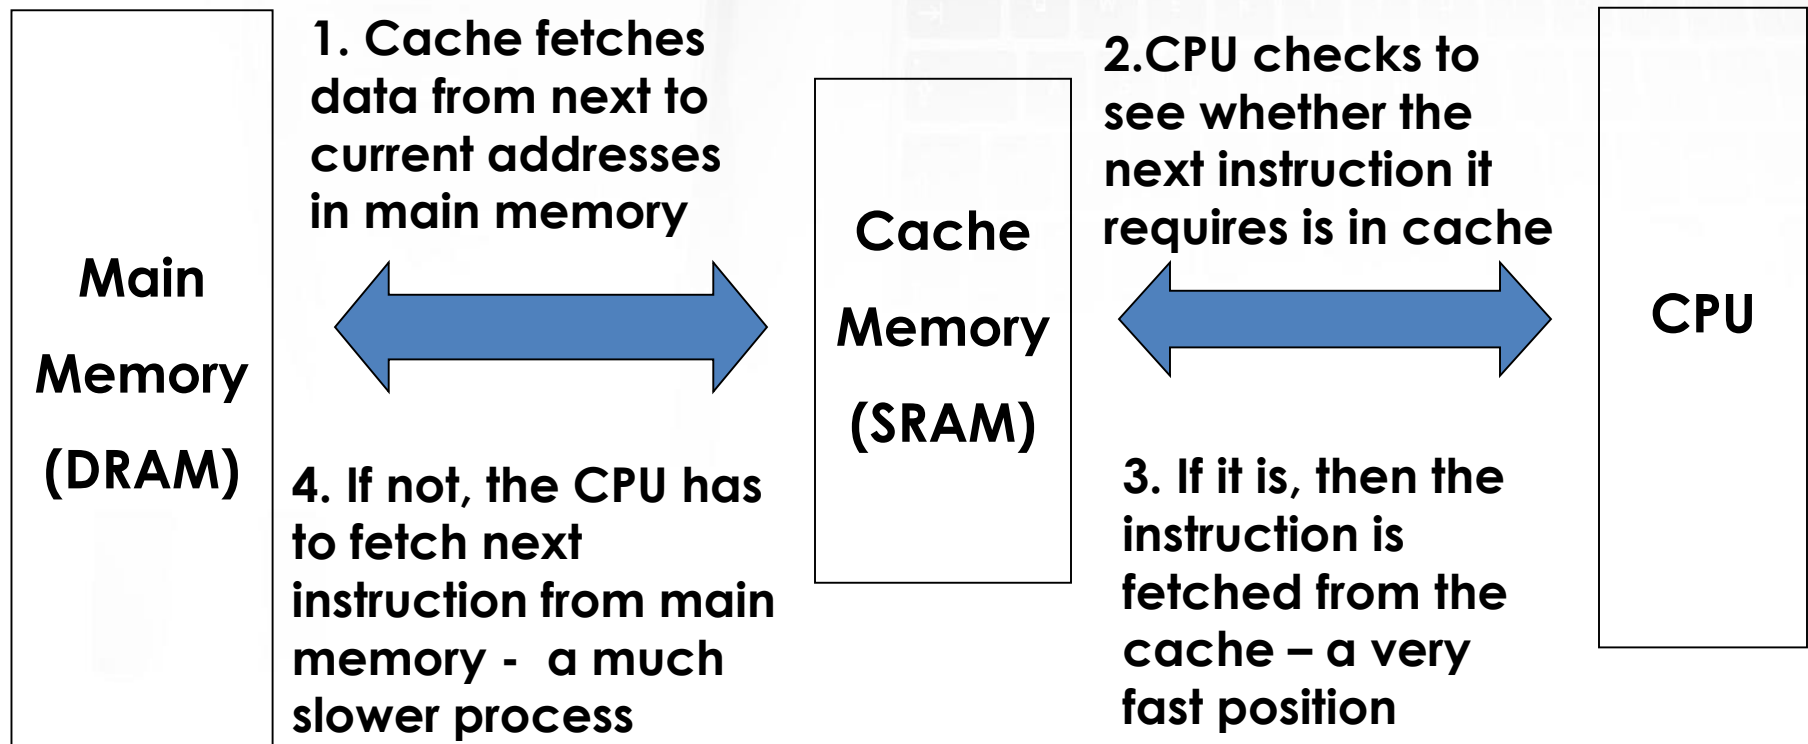 Main
Memory
(DRAM)
1. Cache fetches
data from next to
current addresses
in main memory
4. If not, the CPU has
to fetch next
instruction from main
memory -  a much
slower process
Cache
Memory
(SRAM)
2.CPU checks to
see whether the
next instruction it
requires is in cache
3. If it is, then the
instruction is
fetched from the
cache – a very
fast position
CPU